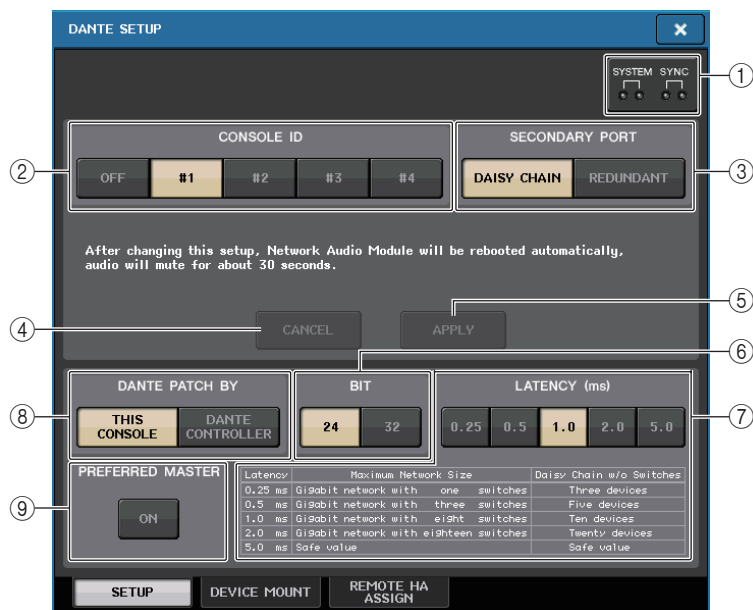 DANTE SETUP
×
SYSTEM SYNC
①
CONSOLE ID
SECONDARY PORT
②
OFF #1 #2 #3 #4
DAISY CHAIN REDUNDANT
③
After changing this setup, Network Audio Module will be rebooted automatically,
audio will mute for about 30 seconds.
④
CANCEL
APPLY
⑤
⑥
DANTE PATCH BY
BIT
LATENCY (ms)
⑧
THIS CONSOLE
DANTE CONTROLLER
24 32
0.25 0.5 1.0 2.0 5.0
⑦
PREFERRED MASTER
⑨
ON
Latency Maximum Network Size Daisy Chain w/o Switches
0.25 ms Gigabit network with one switches Three devices
0.5 ms Gigabit network with three switches Five devices
1.0 ms Gigabit network with eight switches Ten devices
2.0 ms Gigabit network with eighteen switches Twenty devices
5.0 ms Safe value Safe value
SETUP
DEVICE MOUNT
REMOTE HA ASSIGN